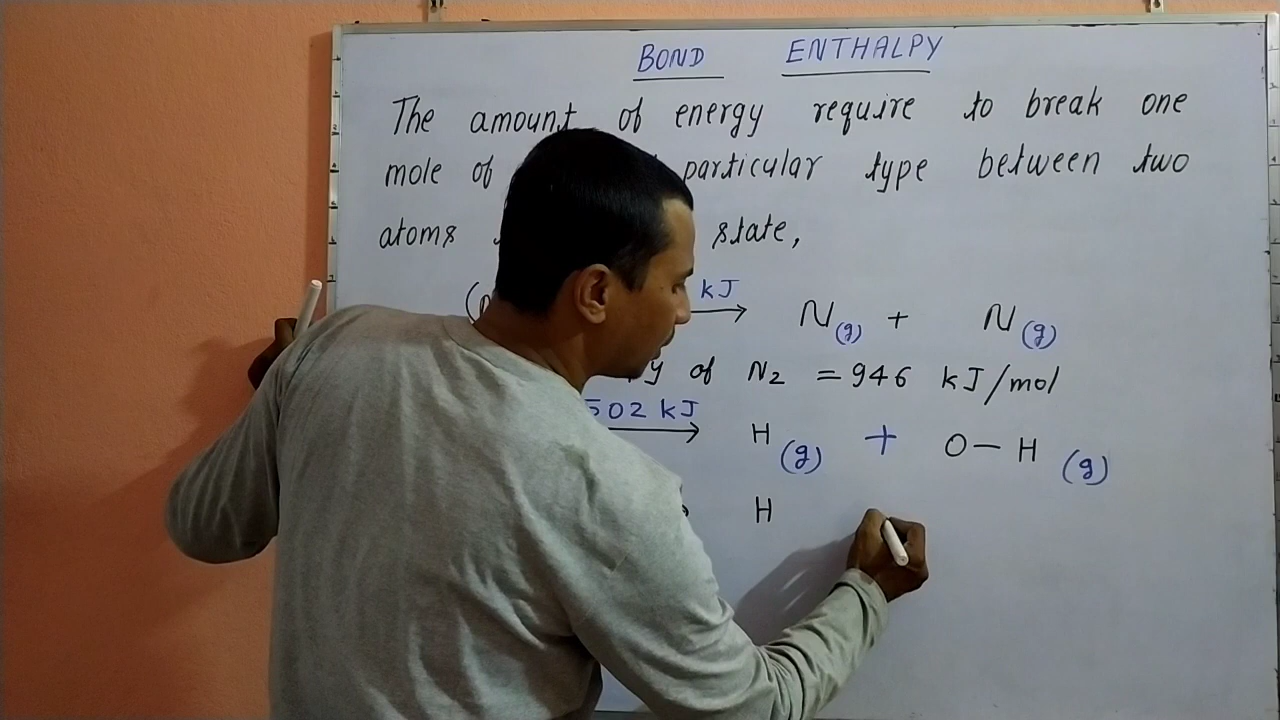 BOND ENTHALPY
The amount of energy require to break one
mole of particular type between two
atoms state,
kJ → N(g) + N(g)
of N₂ = 946 kJ/mol
502 kJ → H(g) + O—H(g)
H